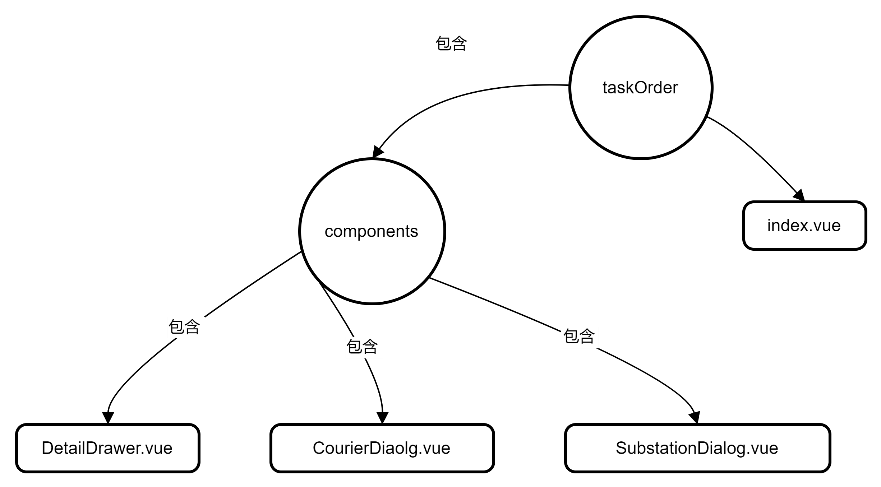 包含
taskOrder
index.vue
components
包含
包含
包含
DetailDrawer.vue
CourierDiaolg.vue
SubstationDialog.vue